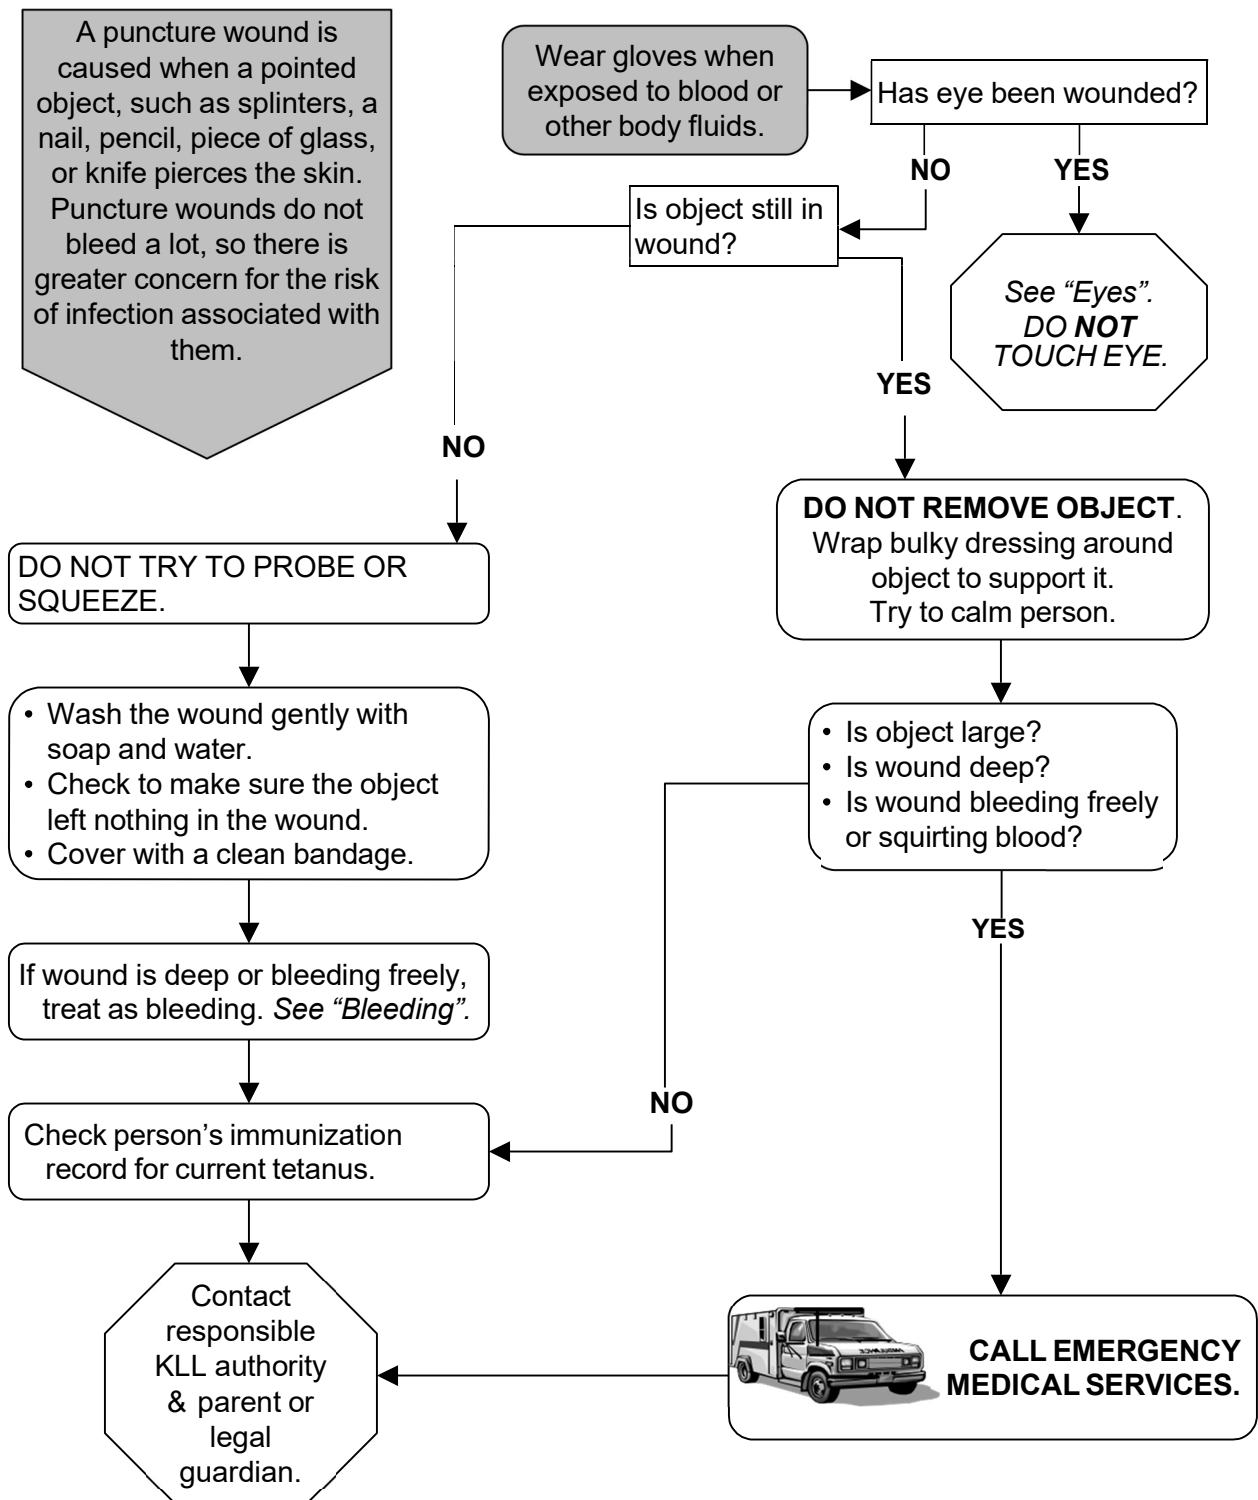 A puncture wound is
caused when a pointed
object, such as splinters, a
nail, pencil, piece of glass,
or knife pierces the skin.
Puncture wounds do not
bleed a lot, so there is
greater concern for the risk
of infection associated with
them.
Wear gloves when
exposed to blood or
other body fluids.
Has eye been wounded?
NO
YES
Is object still in
wound?
See “Eyes”.
DO NOT
TOUCH EYE.
YES
NO
DO NOT REMOVE OBJECT.
Wrap bulky dressing around
object to support it.
Try to calm person.
DO NOT TRY TO PROBE OR
SQUEEZE.
• Wash the wound gently with
soap and water.
• Check to make sure the object
left nothing in the wound.
• Cover with a clean bandage.
• Is object large?
• Is wound deep?
• Is wound bleeding freely
or squirting blood?
YES
If wound is deep or bleeding freely,
treat as bleeding. See “Bleeding”.
NO
Check person’s immunization
record for current tetanus.
Contact
responsible
KLL authority
& parent or
legal
guardian.
CALL EMERGENCY
MEDICAL SERVICES.